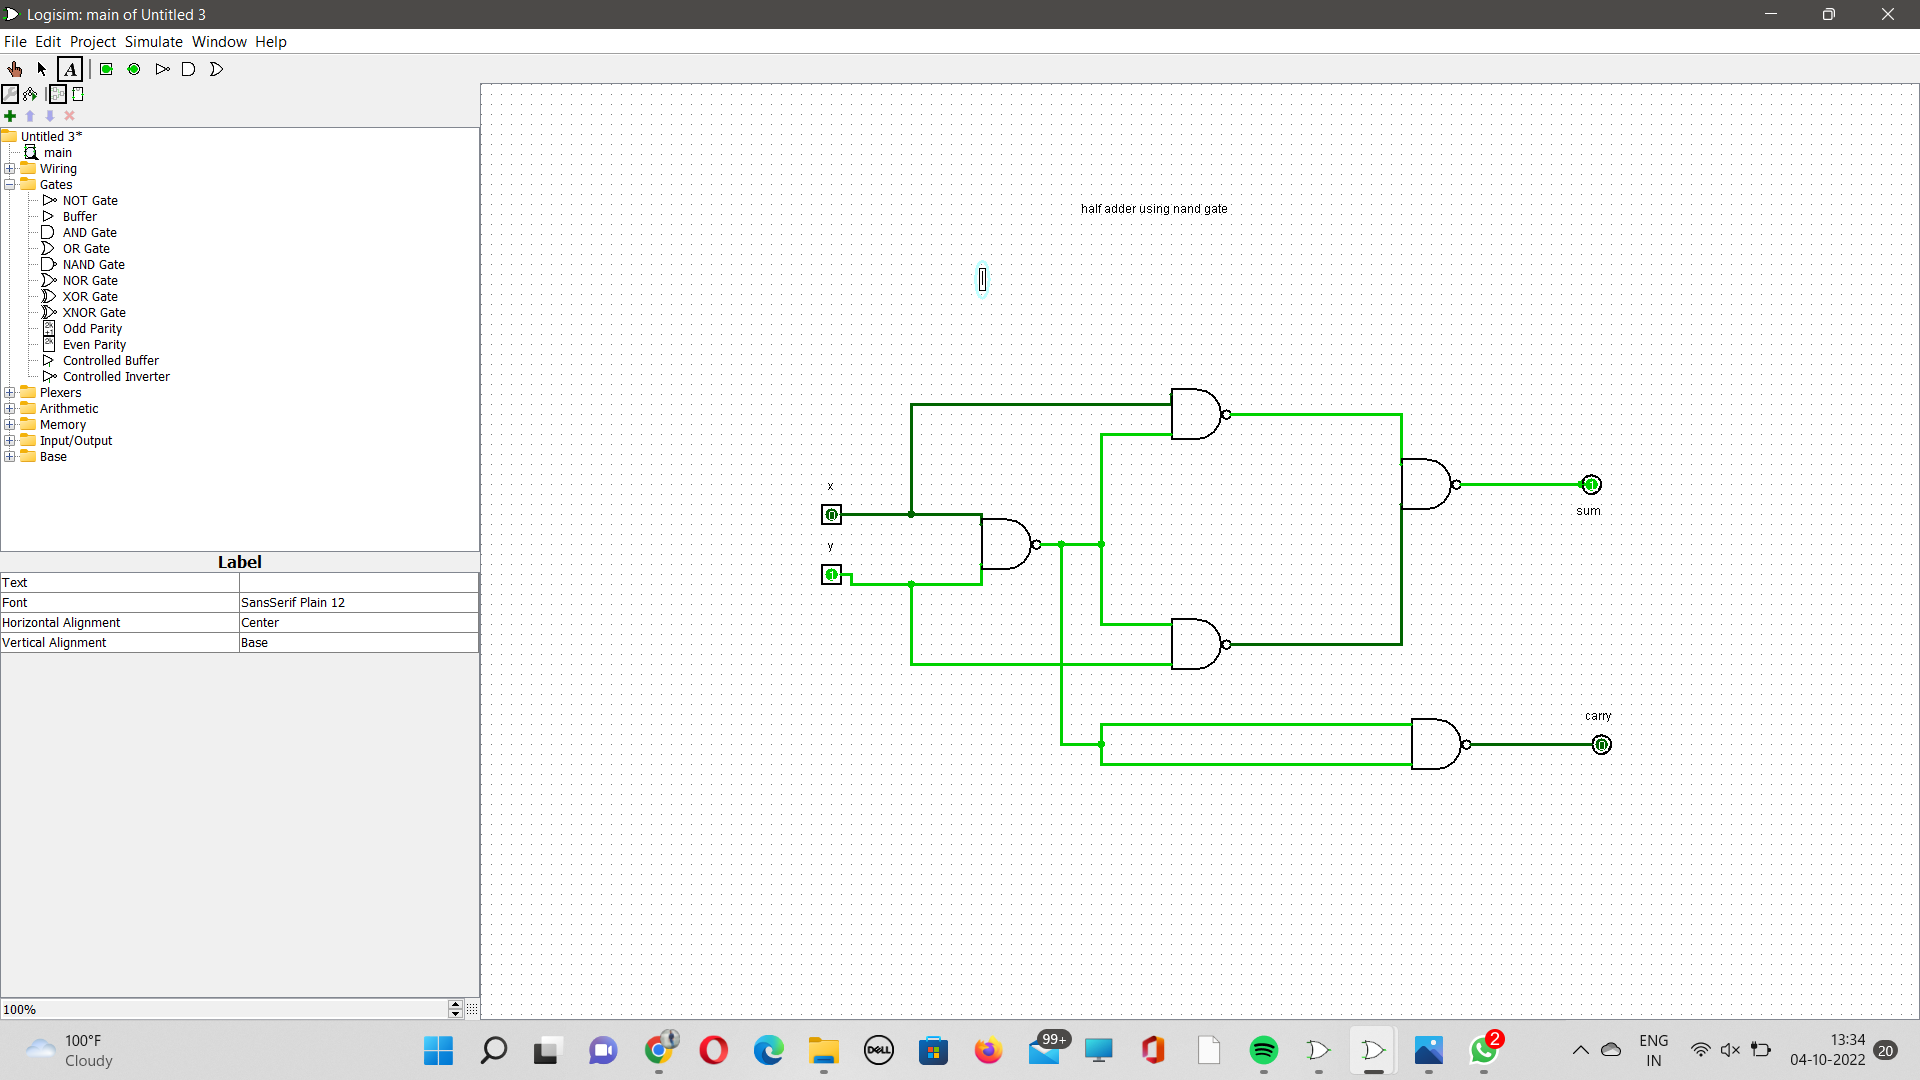 Logisim: main of Untitled 3
File Edit Project Simulate Window Help
A
Untitled 3*
main
Wiring
Gates
NOT Gate
Buffer
AND Gate
OR Gate
NAND Gate
NOR Gate
XOR Gate
XNOR Gate
Odd Parity
Even Parity
Controlled Buffer
Controlled Inverter
Plexers
Arithmetic
Memory
Input/Output
Base
Label
Text
Font SansSerif Plain 12
Horizontal Alignment Center
Vertical Alignment Base
100%
half adder using nand gate
x
0
y
1
1
sum
carry
0
100°F
Cloudy
DELL
99+
2
ENG
IN
13:34
04-10-2022
20